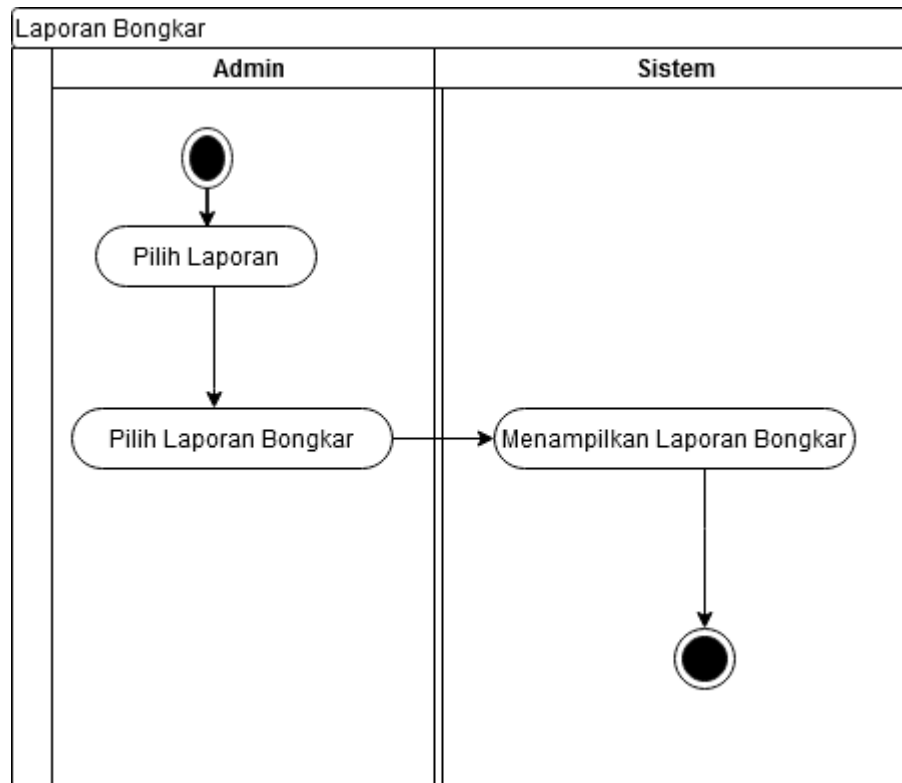 Laporan Bongkar
Admin
Sistem
Pilih Laporan
Pilih Laporan Bongkar
Menampilkan Laporan Bongkar